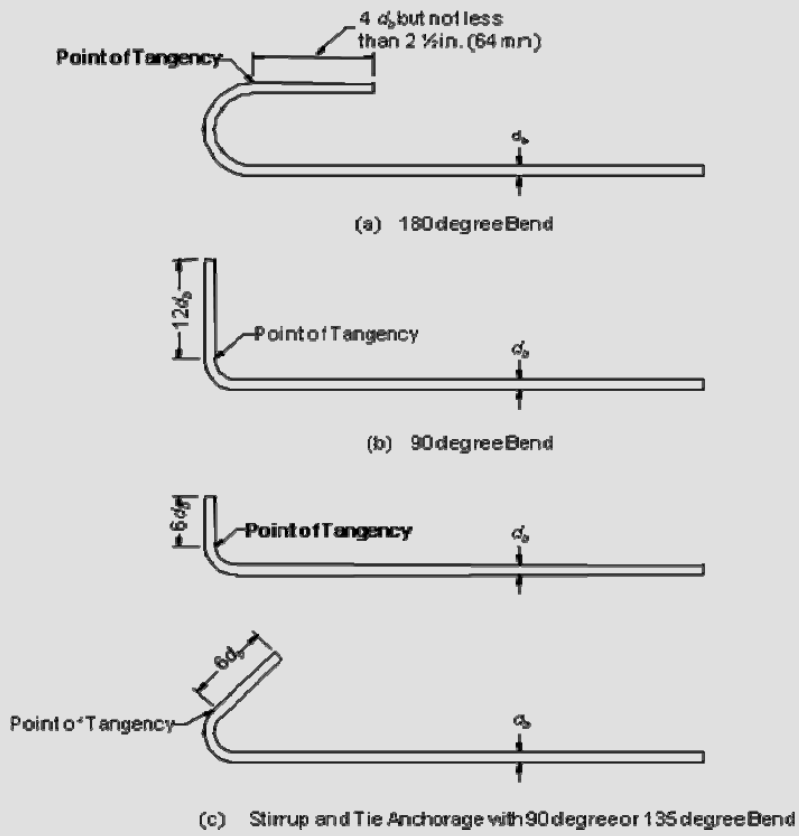 4 d_b but not less
than 2 ½ in. (64 mm)
Point of Tangency
d_b
(a) 180 degree Bend
12d_b
Point of Tangency
d_b
(b) 90 degree Bend
6d_b
Point of Tangency
d_b
6d_b
Point of Tangency
d_b
(c) Stirrup and Tie Anchorage with 90 degree or 135 degree Bend